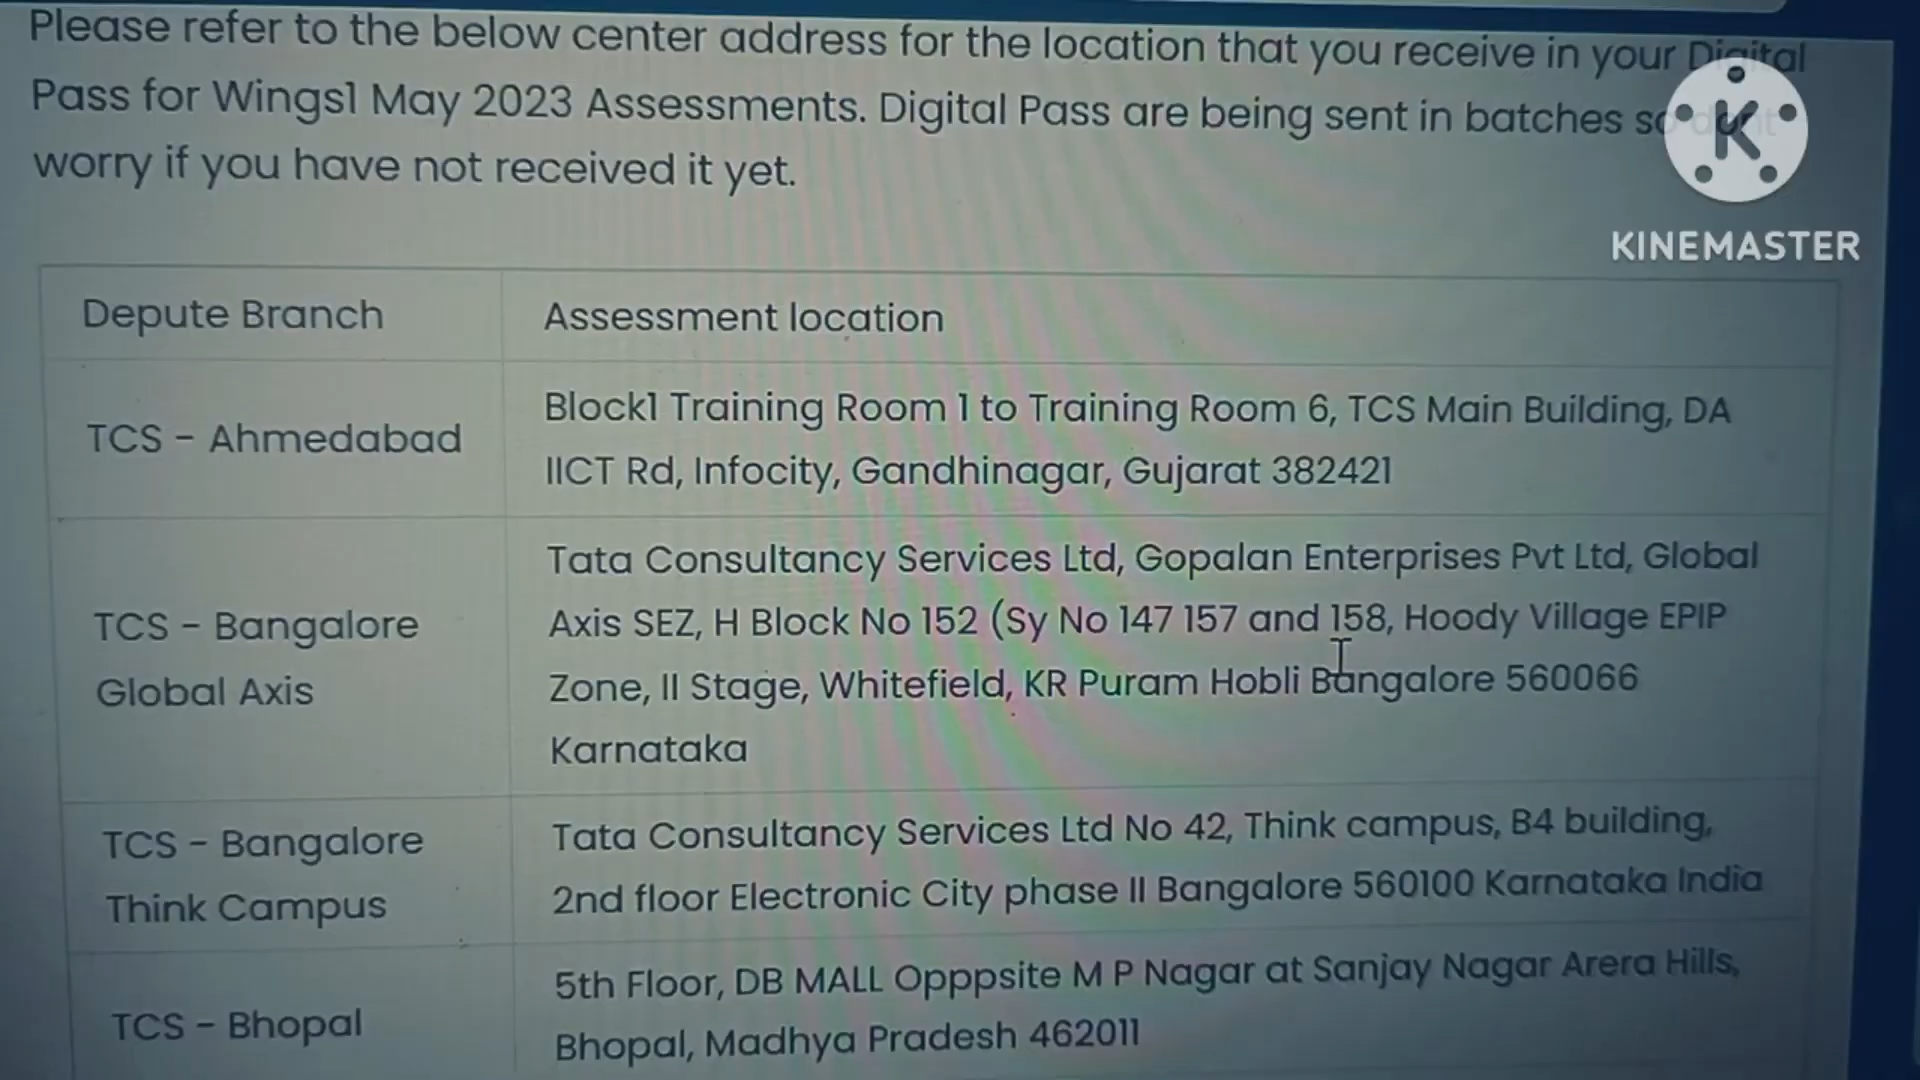 Please refer to the below center address for the location that you receive in your Digital
Pass for Wings1 May 2023 Assessments. Digital Pass are being sent in batches so
worry if you have not received it yet.
K
KINEMASTER
Depute Branch
Assessment location
TCS - Ahmedabad
Block1 Training Room 1 to Training Room 6, TCS Main Building, DA
IICT Rd, Infocity, Gandhinagar, Gujarat 382421
TCS - Bangalore
Global Axis
Tata Consultancy Services Ltd, Gopalan Enterprises Pvt Ltd, Global
Axis SEZ, H Block No 152 (Sy No 147 157 and 158, Hoody Village EPIP
Zone, II Stage, Whitefield, KR Puram Hobli Bangalore 560066
Karnataka
TCS - Bangalore
Think Campus
Tata Consultancy Services Ltd No 42, Think campus, B4 building,
2nd floor Electronic City phase II Bangalore 560100 Karnataka India
TCS - Bhopal
5th Floor, DB MALL Opppsite M P Nagar at Sanjay Nagar Arera Hills,
Bhopal, Madhya Pradesh 462011